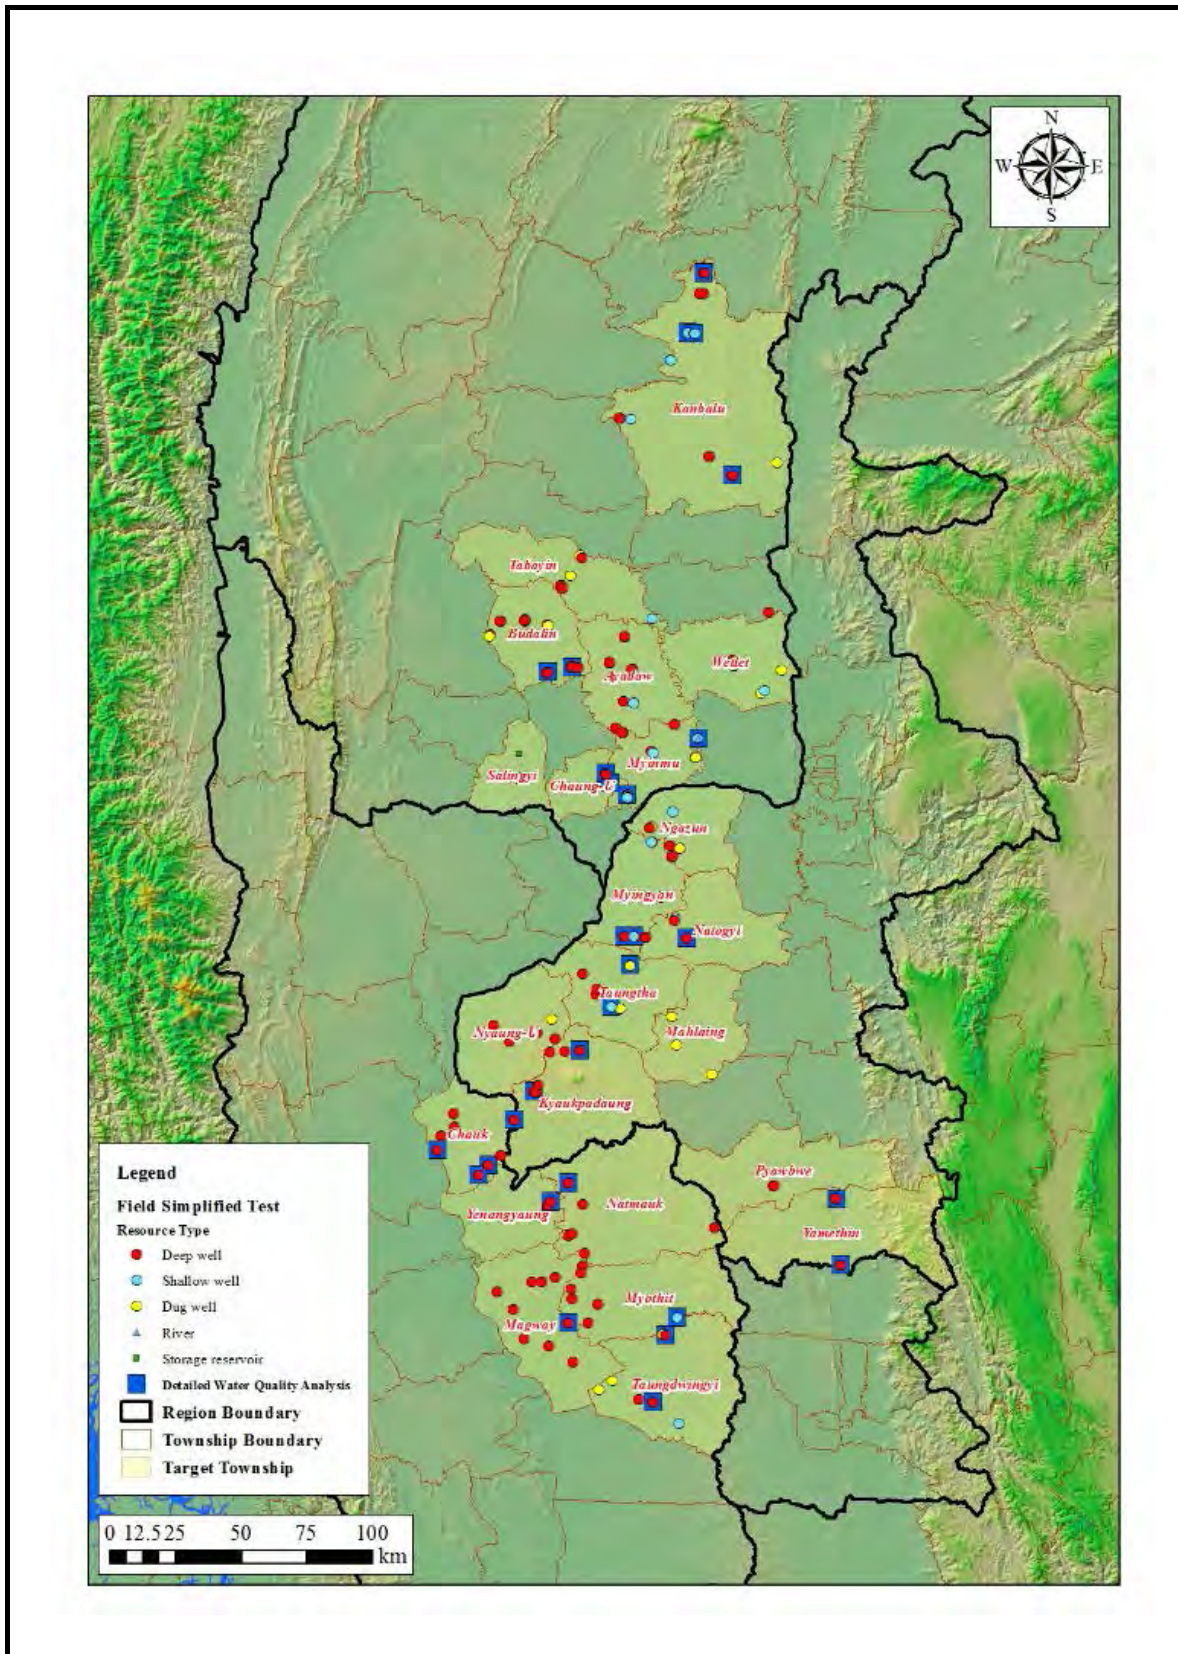 N
W E
S
Kanbalu
Tabayin
Budalin
Wetlet
Ayadaw
Salingyi
Myinmu
Chaung-U
Ngazun
Myingyan
Natogyi
Taungtha
Nyaung-U
Mahlaing
Kyaukpadaung
Chauk
Pyawbwe
Natmauk
Yenangyaung
Yamethin
Myothit
Magway
Taungdwingyi
Legend
Field Simplified Test
Resource Type
Deep well
Shallow well
Dug well
River
Storage reservoir
Detailed Water Quality Analysis
Region Boundary
Township Boundary
Target Township
0 12.5 25 50 75 100
km